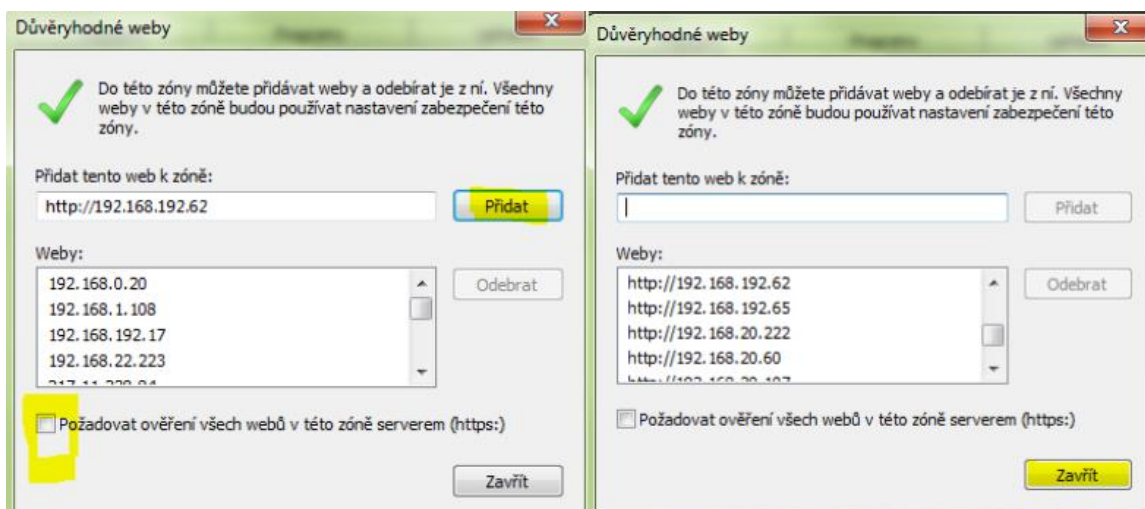 Důvěryhodné weby
Do této zóny můžete přidávat weby a odebírat je z ní. Všechny
weby v této zóně budou používat nastavení zabezpečení této
zóny.
Přidat tento web k zóně:
http://192.168.192.62
Přidat
Weby:
192.168.0.20
192.168.1.108
192.168.192.17
192.168.22.223
Odebrat
Požadovat ověření všech webů v této zóně serverem (https:)
Zavřít
Důvěryhodné weby
Do této zóny můžete přidávat weby a odebírat je z ní. Všechny
weby v této zóně budou používat nastavení zabezpečení této
zóny.
Přidat tento web k zóně:
Přidat
Weby:
http://192.168.192.62
http://192.168.192.65
http://192.168.20.222
http://192.168.20.60
Odebrat
Požadovat ověření všech webů v této zóně serverem (https:)
Zavřít